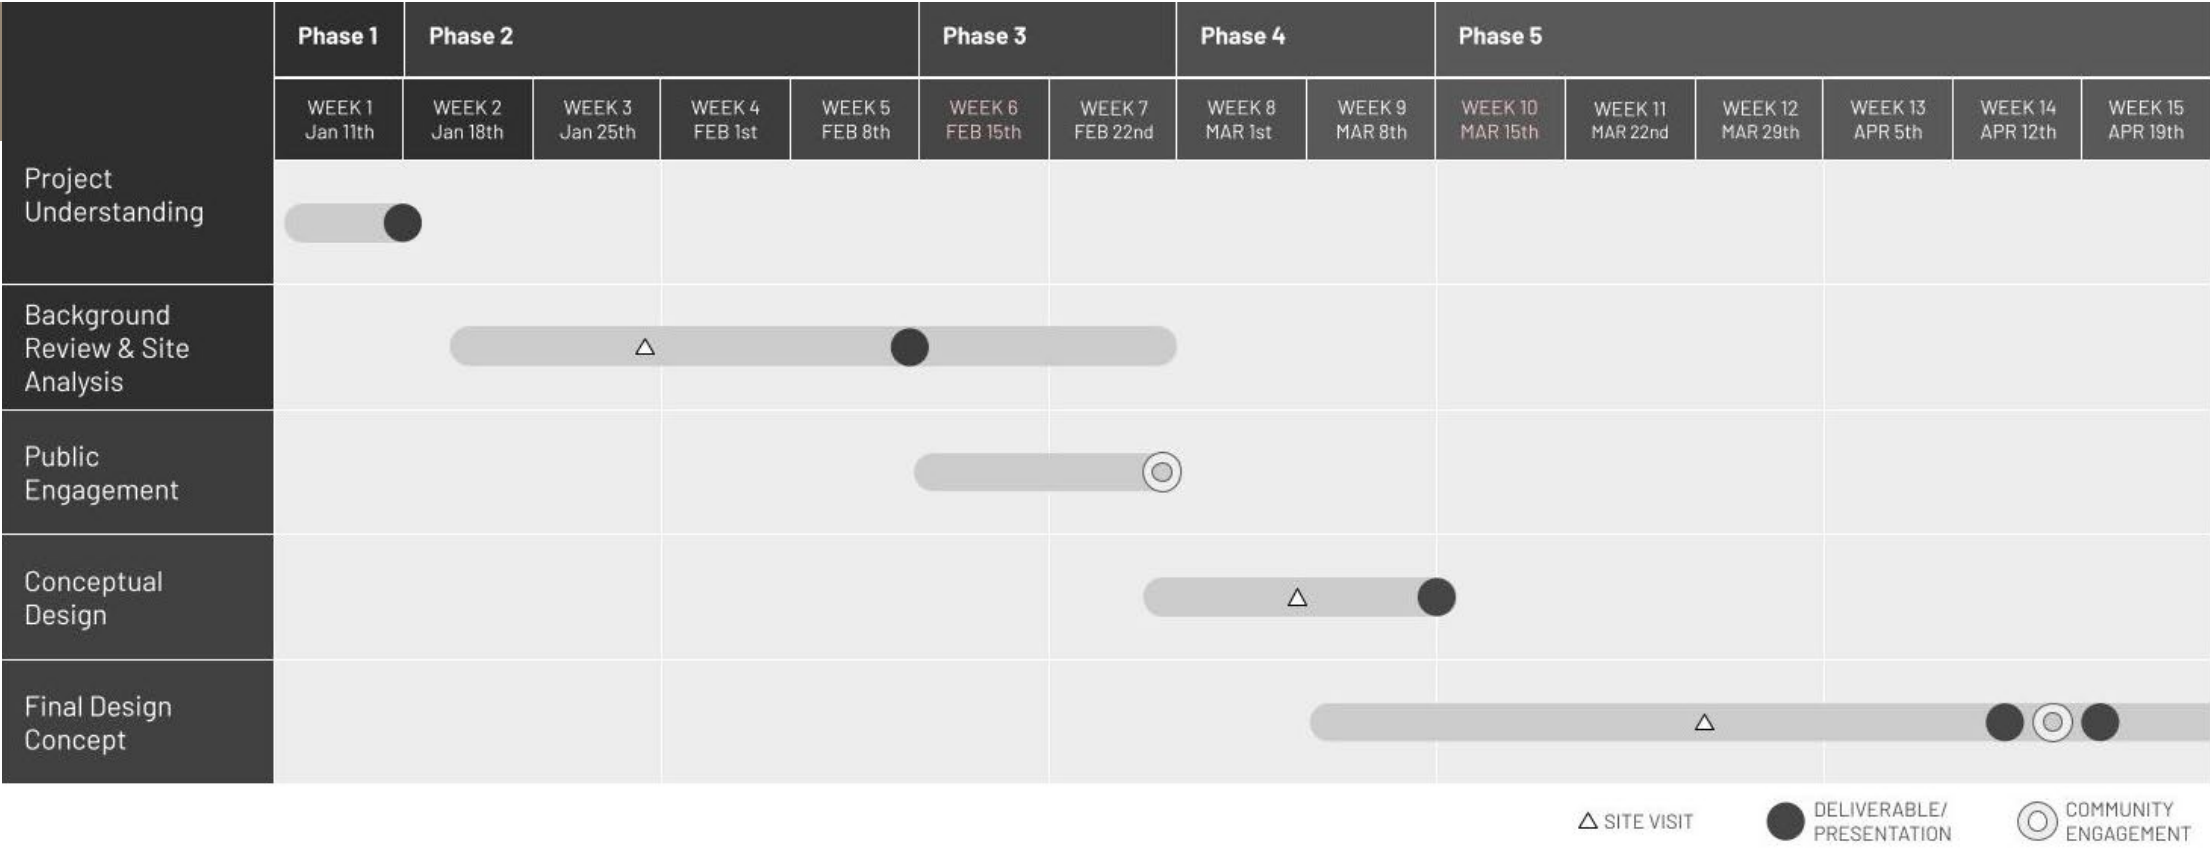 Phase 1
Phase 2
Phase 3
Phase 4
Phase 5
WEEK 1
Jan 11th
WEEK 2
Jan 18th
WEEK 3
Jan 25th
WEEK 4
FEB 1st
WEEK 5
FEB 8th
WEEK 6
FEB 15th
WEEK 7
FEB 22nd
WEEK 8
MAR 1st
WEEK 9
MAR 8th
WEEK 10
MAR 15th
WEEK 11
MAR 22nd
WEEK 12
MAR 29th
WEEK 13
APR 5th
WEEK 14
APR 12th
WEEK 15
APR 19th
Project
Understanding
Background
Review & Site
Analysis
Public
Engagement
Conceptual
Design
Final Design
Concept
SITE VISIT
DELIVERABLE/
PRESENTATION
COMMUNITY
ENGAGEMENT